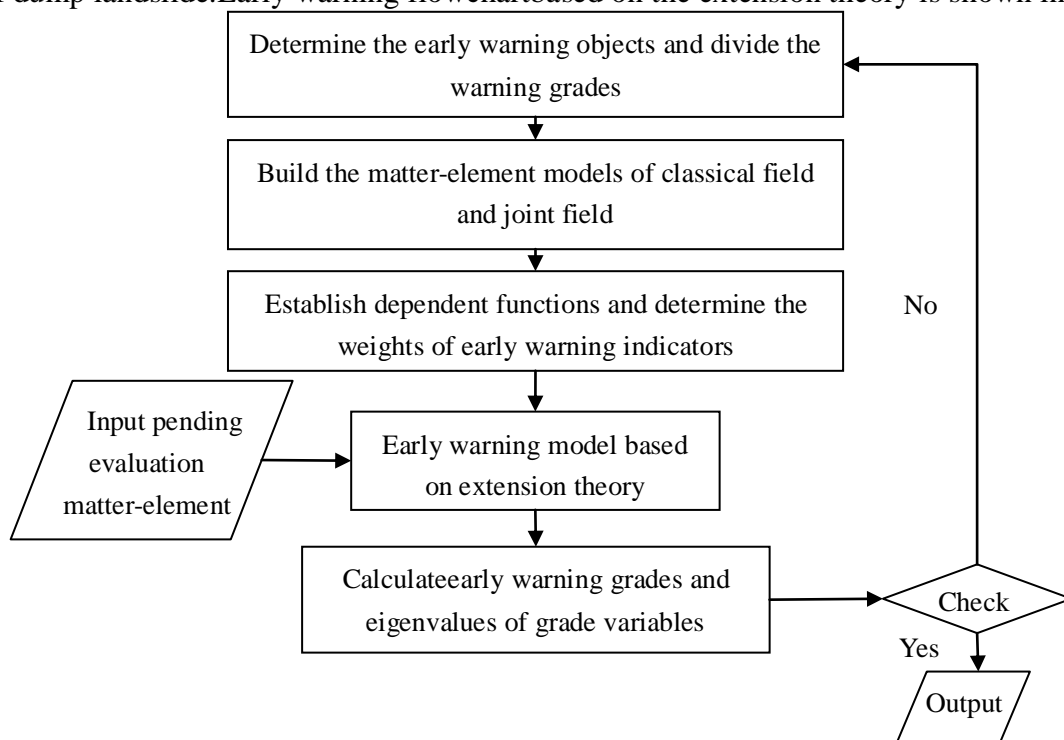 dump landslide.Early warning flowchartbased on the extension theory is shown in
Determine the early warning objects and divide the
warning grades
Build the matter-element models of classical field
and joint field
Establish dependent functions and determine the
weights of early warning indicators
No
Input pending
evaluation
matter-element
Early warning model based
on extension theory
Calculateearly warning grades and
eigenvalues of grade variables
Check
Yes
Output